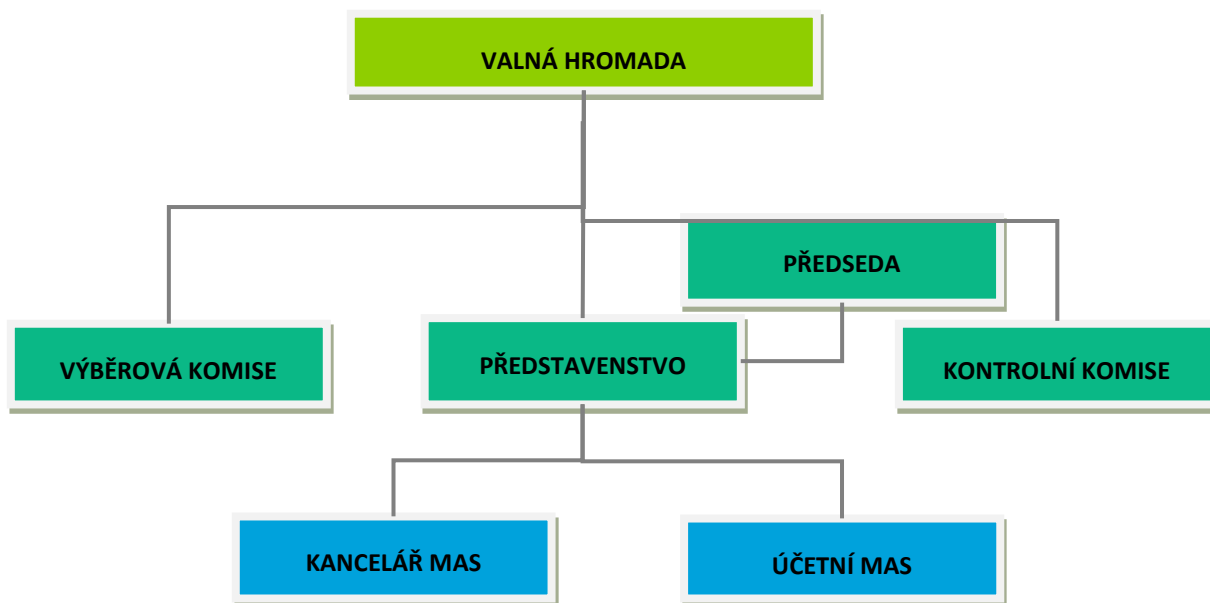 VALNÁ HROMADA
PŘEDSEDA
VÝBĚROVÁ KOMISE
PŘEDSTAVENSTVO
KONTROLNÍ KOMISE
KANCELÁŘ MAS
ÚČETNÍ MAS